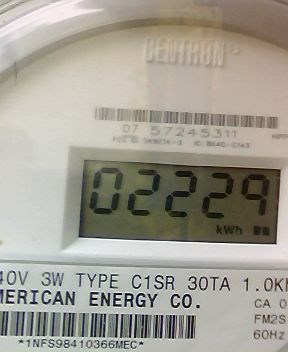 CENTRON®
07 57245311
02229
kWh
40V 3W TYPE C1SR 30TA 1.0K
MERICAN ENERGY CO.
CA 0
FM2S
60Hz
*1NFS98410366MEC*